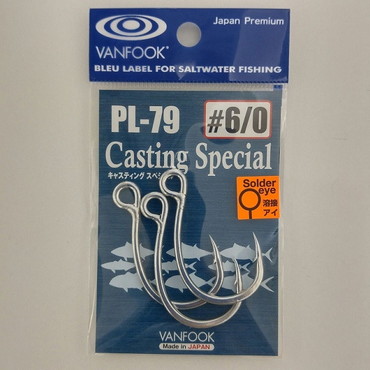 Japan Premium
VANFOOK
BLEU LABEL FOR SALTWATER FISHING
PL-79
#6/0
Casting Special
キャスティング スペシ
Solder
eye
溶接
アイ
VANFOOK
Made in JAPAN